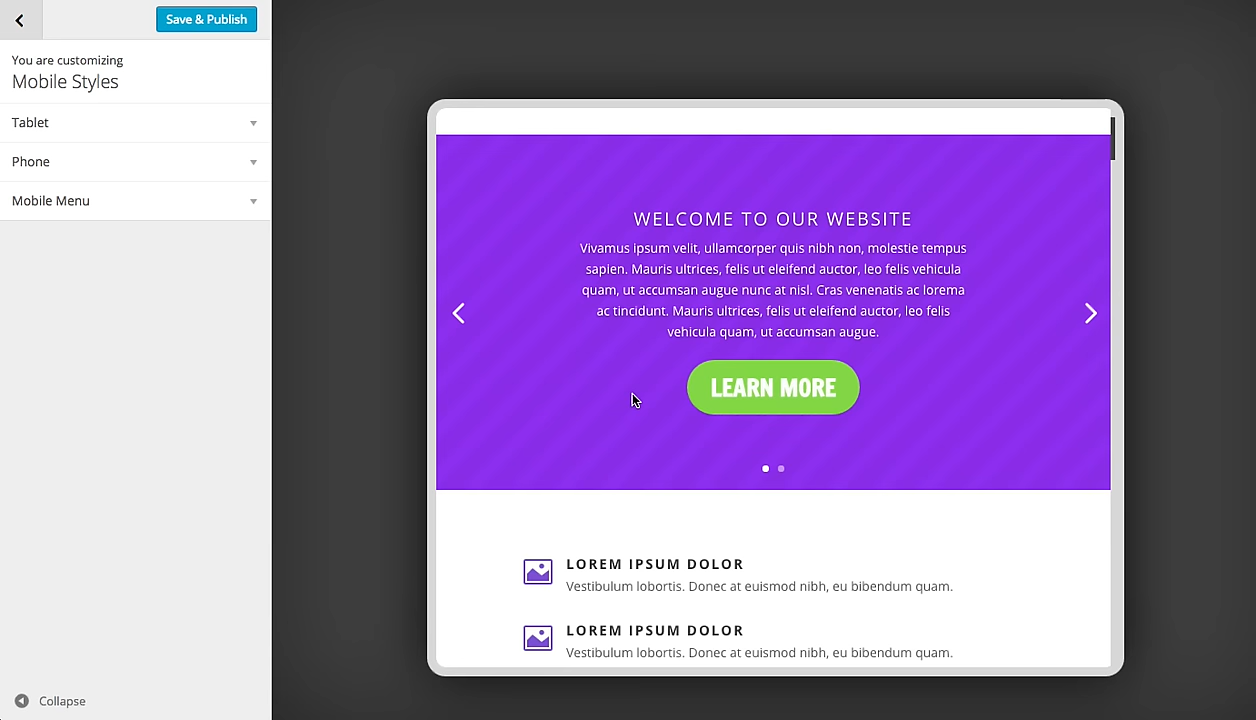 Save & Publish
You are customizing
Mobile Styles
Tablet
Phone
Mobile Menu
Collapse
WELCOME TO OUR WEBSITE
Vivamus ipsum velit, ullamcorper quis nibh non, molestie tempus
sapien. Mauris ultrices, felis ut eleifend auctor, leo felis vehicula
quam, ut accumsan augue nunc at nisl. Cras venenatis ac lorema
ac tincidunt. Mauris ultrices, felis ut eleifend auctor, leo felis
vehicula quam, ut accumsan augue.
LEARN MORE
LOREM IPSUM DOLOR
Vestibulum lobortis. Donec at euismod nibh, eu bibendum quam.
LOREM IPSUM DOLOR
Vestibulum lobortis. Donec at euismod nibh, eu bibendum quam.